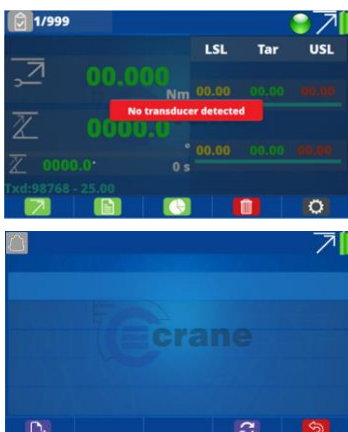 1/999
LSL Tar USL
00.000 Nm 00.00 00.00 00.00
No transducer detected
0000.0 ° 00.00 00.00 00.00
0000.0° 0 s
Txd:98768 - 25.00
crane